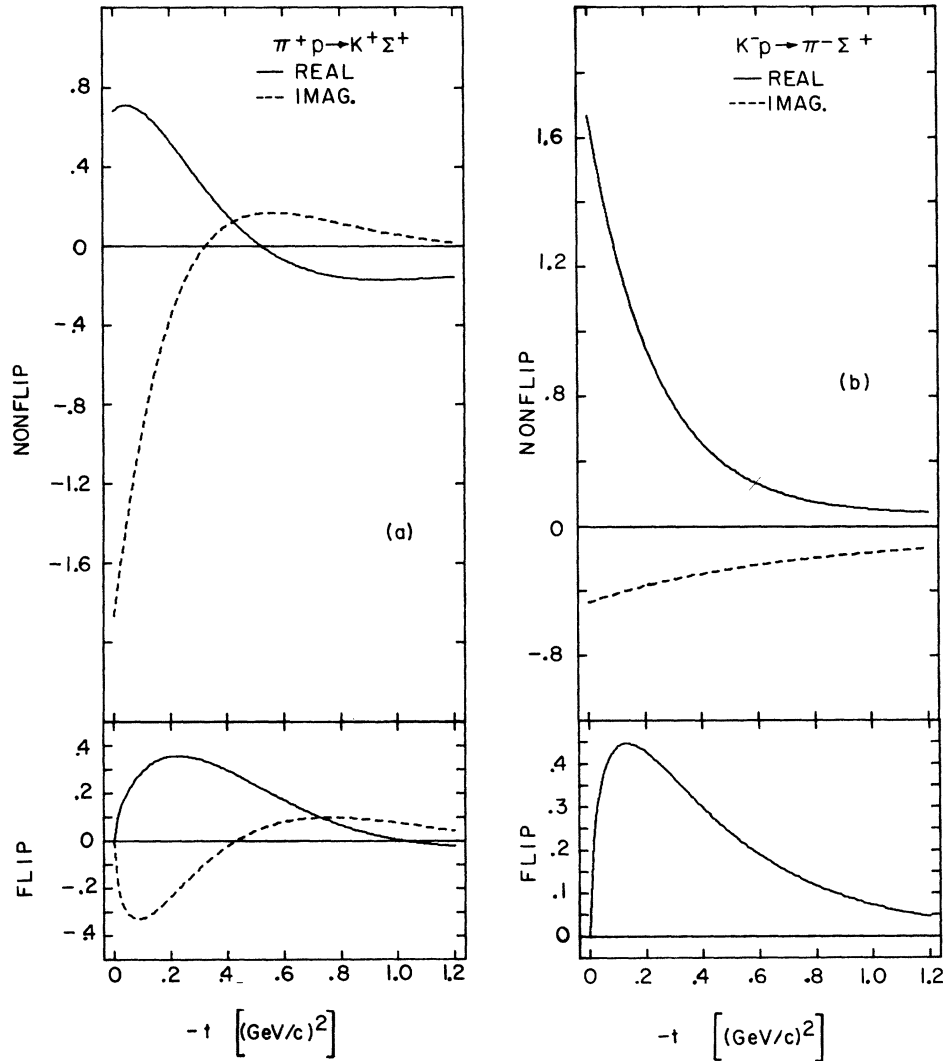 π⁺p→K⁺Σ⁺
— REAL
--- IMAG.
.8
.4
0
-.4
-.8
-1.2
-1.6
NONFLIP
(a)
.4
.2
0
-.2
-.4
FLIP
0 .2 .4 .6 .8 1.0 1.2
-t [(GeV/c)²]
K⁻p→π⁻Σ⁺
— REAL
---- IMAG.
1.6
1.2
.8
.4
0
-.8
NONFLIP
(b)
.4
.3
.2
.1
0
FLIP
0 .2 .4 .6 .8 1.0 1.2
-t [(GeV/c)²]